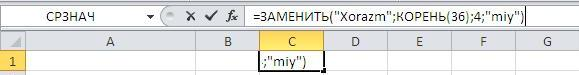 СРЗНАЧ =ЗАМЕНИТЬ("Xorazm";КОРЕНЬ(36);4;"miy")
A B C D E F G
1 ;"miy")